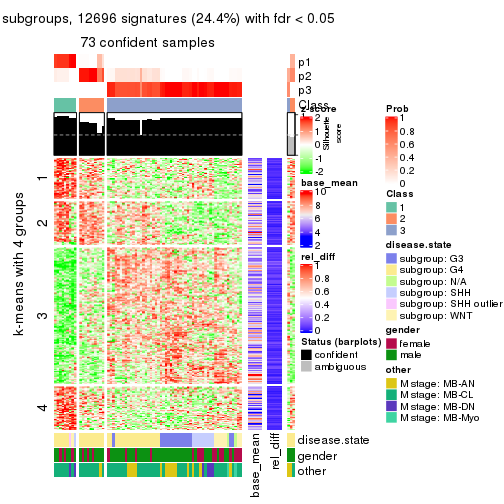 subgroups, 12696 signatures (24.4%) with fdr < 0.05
73 confident samples
p1
p2
p3
Class
Silhouette
score
1
2
3
4
k-means with 4 groups
disease.state
gender
other
base_mean
rel_diff
z-score
2
1
0
-1
-2
base_mean
10
8
6
4
2
rel_diff
1
0.8
0.6
0.4
0.2
0
Status (barplots)
confident
ambiguous
Prob
1
0.8
0.6
0.4
0.2
0
Class
1
2
3
disease.state
subgroup: G3
subgroup: G4
subgroup: N/A
subgroup: SHH
subgroup: SHH outlier
subgroup: WNT
gender
female
male
other
M stage: MB-AN
M stage: MB-CL
M stage: MB-DN
M stage: MB-Myo